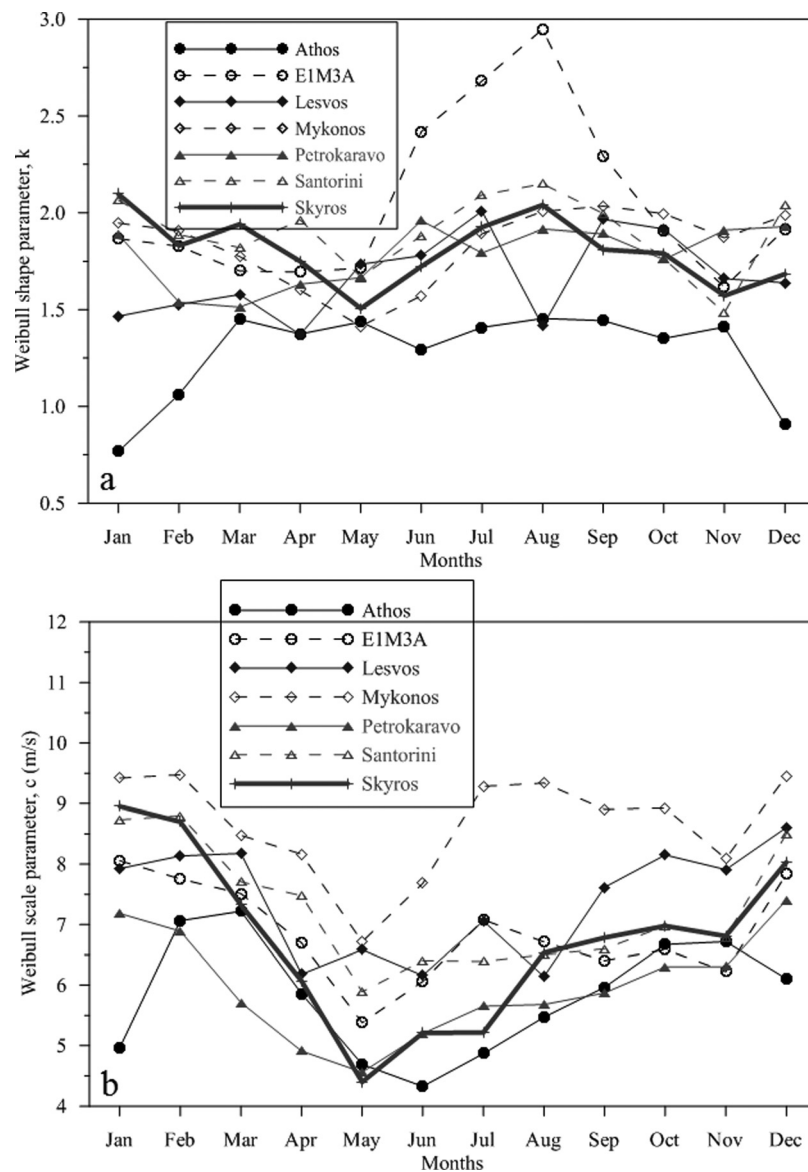 3.0
2.5
2.0
1.5
1.0
0.5
Weibull shape parameter, k
Athos
E1M3A
Lesvos
Mykonos
Petrokaravo
Santorini
Skyros
a
Jan Feb Mar Apr May Jun Jul Aug Sep Oct Nov Dec
Months
12
11
10
9
8
7
6
5
4
Weibull scale parameter, c (m/s)
Athos
E1M3A
Lesvos
Mykonos
Petrokaravo
Santorini
Skyros
b
Jan Feb Mar Apr May Jun Jul Aug Sep Oct Nov Dec
Months